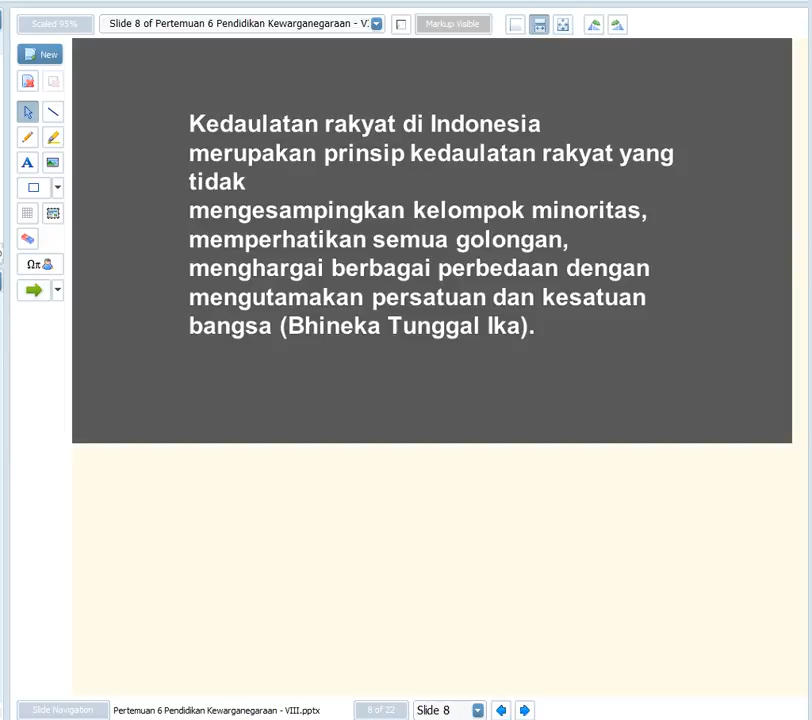 Scaled 95%
Slide 8 of Pertemuan 6 Pendidikan Kewarganegaraan - V
Markup Visible
New
Kedaulatan rakyat di Indonesia
merupakan prinsip kedaulatan rakyat yang
tidak
mengesampingkan kelompok minoritas,
memperhatikan semua golongan,
menghargai berbagai perbedaan dengan
mengutamakan persatuan dan kesatuan
bangsa (Bhineka Tunggal Ika).
A
Ωπ
Slide Navigation
Pertemuan 6 Pendidikan Kewarganegaraan - VIII.pptx
8 of 22
Slide 8